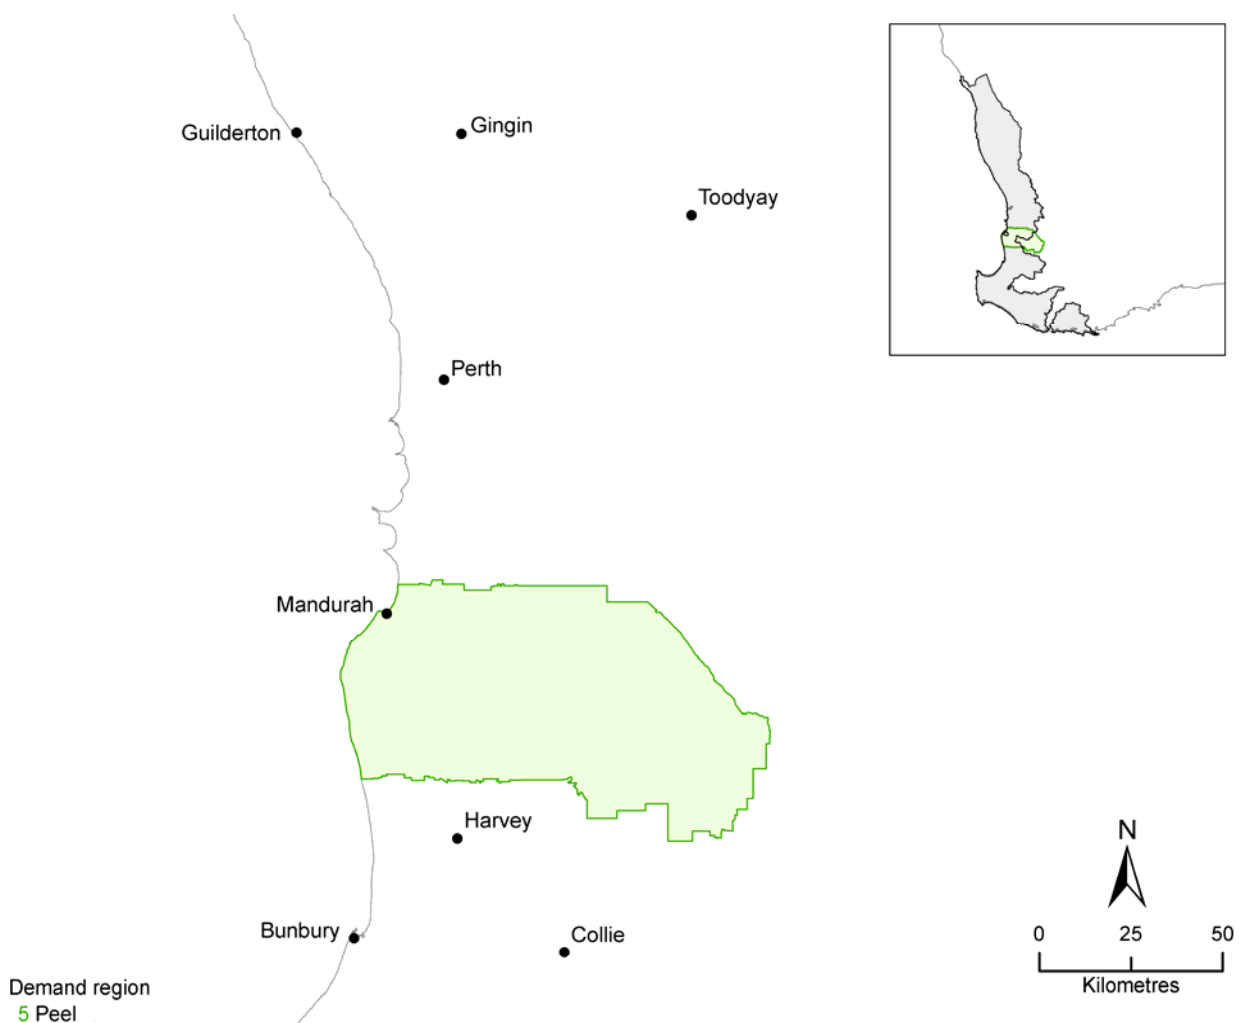 Guilderton
Gingin
Toodyay
Perth
Mandurah
Harvey
N
Bunbury
Collie
0 25 50
Kilometres
Demand region
5 Peel